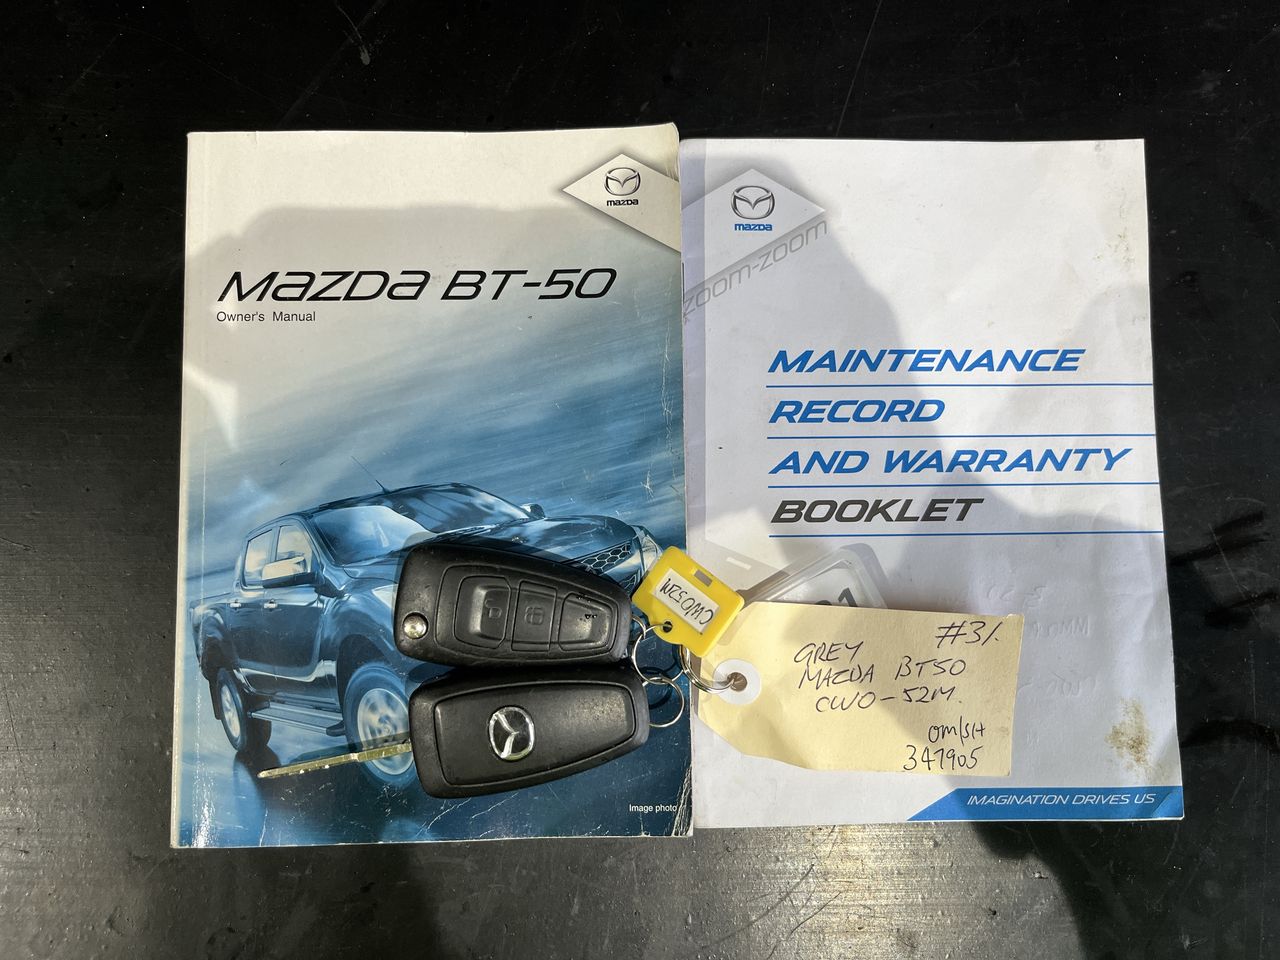 mazda
Mazda BT-50
Owner's Manual
Image photo
mazda
zoom-zoom
MAINTENANCE
RECORD
AND WARRANTY
BOOKLET
CWO52M
#31.
GREY
MAZDA BT50
CWO-52M.
OM/SH
347905
IMAGINATION DRIVES US